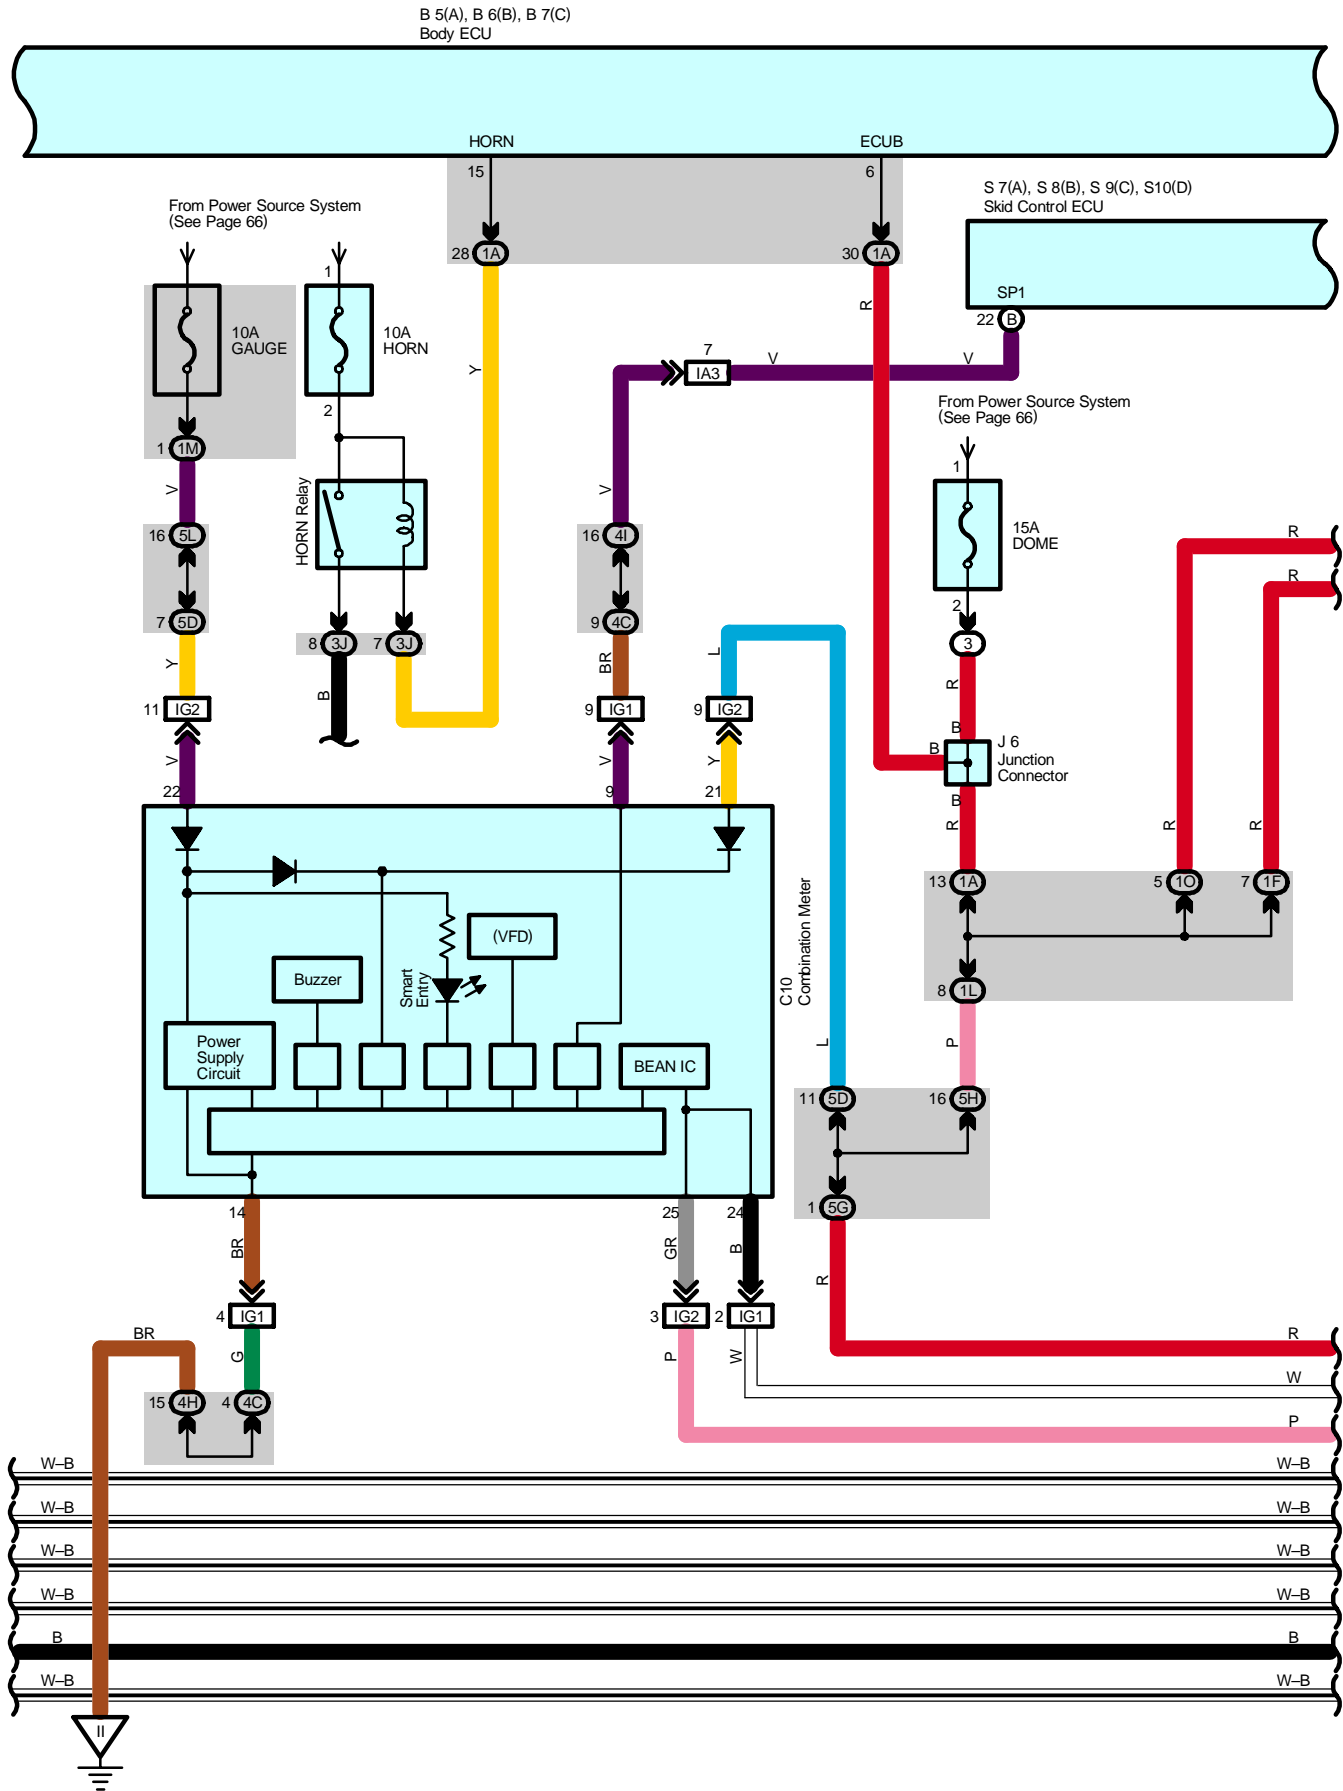 B 5(A), B 6(B), B 7(C)
Body ECU
HORN
ECUB
15
6
S 7(A), S 8(B), S 9(C), S10(D)
Skid Control ECU
From Power Source System
(See Page 66)
28
1A
30
1A
1
SP1
22
B
10A
GAUGE
10A
HORN
R
7
IA3
V
V
Y
2
From Power Source System
(See Page 66)
1
1M
1
V
HORN Relay
V
15A
DOME
16
5L
16
4I
R
R
2
7
5D
8
3J
7
3J
9
4C
3
Y
B
BR
L
R
11
IG2
9
IG1
9
IG2
B
B
J 6
Junction
Connector
V
V
Y
22
9
21
B
R
R
R
13
1A
5
1O
7
1F
(VFD)
Buzzer
Smart
Entry
C10
Combination Meter
8
1L
Power
Supply
Circuit
BEAN IC
L
P
11
5D
16
5H
1
5G
14
25
24
BR
GR
B
R
4
IG1
3
IG2
2
IG1
BR
G
P
W
R
W
15
4H
4
4C
P
W–B
W–B
W–B
W–B
W–B
W–B
W–B
W–B
B
B
W–B
W–B
II